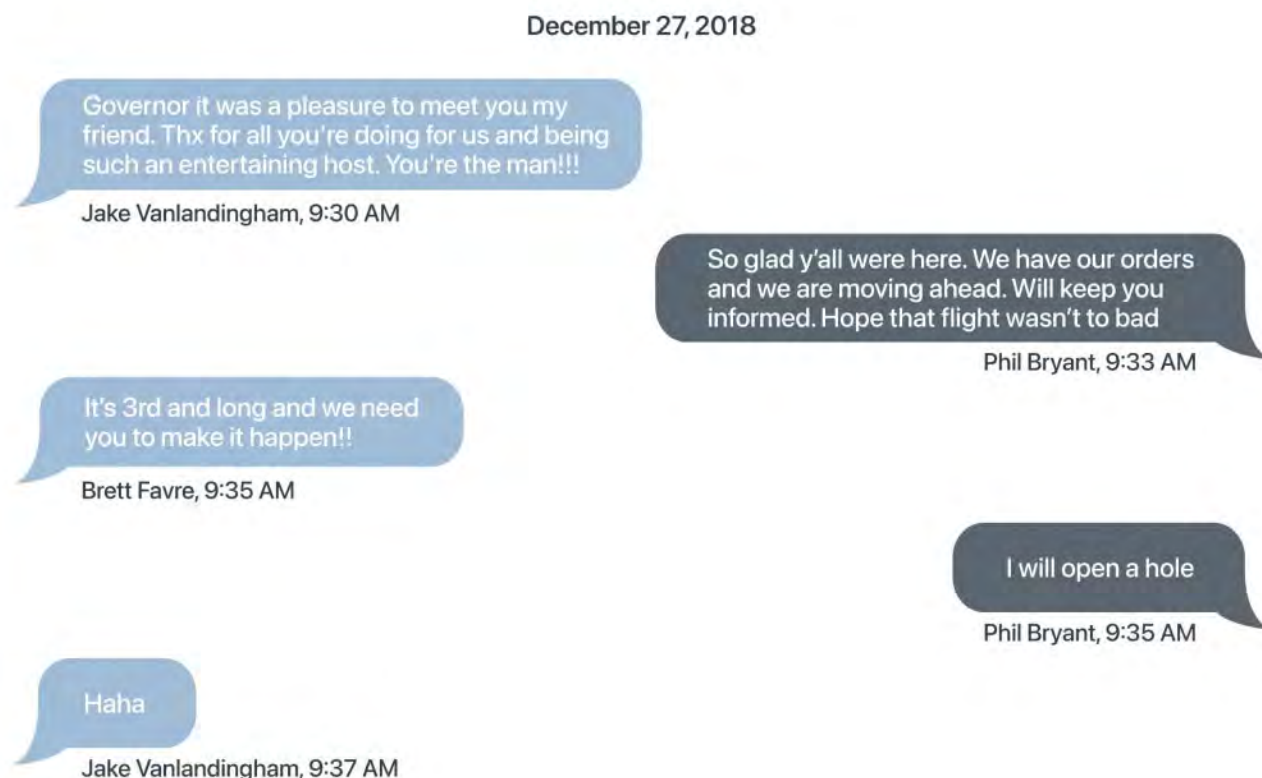 December 27, 2018
Governor it was a pleasure to meet you my
friend. Thx for all you're doing for us and being
such an entertaining host. You're the man!!!
Jake Vanlandingham, 9:30 AM
So glad y'all were here. We have our orders
and we are moving ahead. Will keep you
informed. Hope that flight wasn't to bad
Phil Bryant, 9:33 AM
It's 3rd and long and we need
you to make it happen!!
Brett Favre, 9:35 AM
I will open a hole
Phil Bryant, 9:35 AM
Haha
Jake Vanlandingham, 9:37 AM